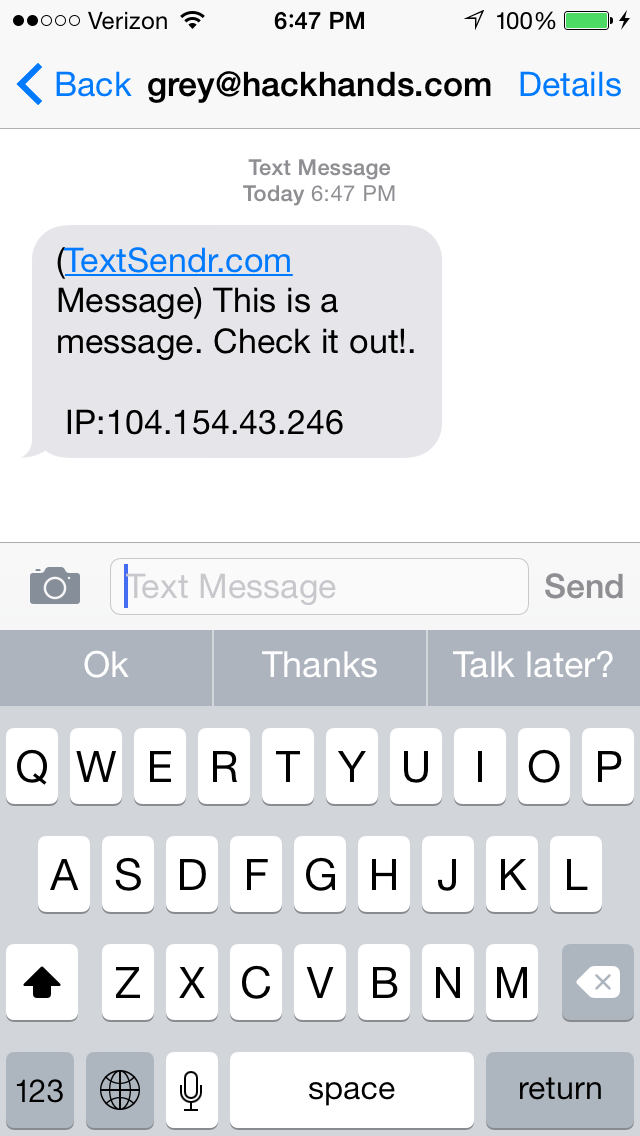 Verizon 6:47 PM 100%
Back grey@hackhands.com Details
Text Message
Today 6:47 PM
(TextSendr.com
Message) This is a
message. Check it out!.
IP:104.154.43.246
Text Message Send
Ok Thanks Talk later?
Q W E R T Y U I O P
A S D F G H J K L
Z X C V B N M
123 space return